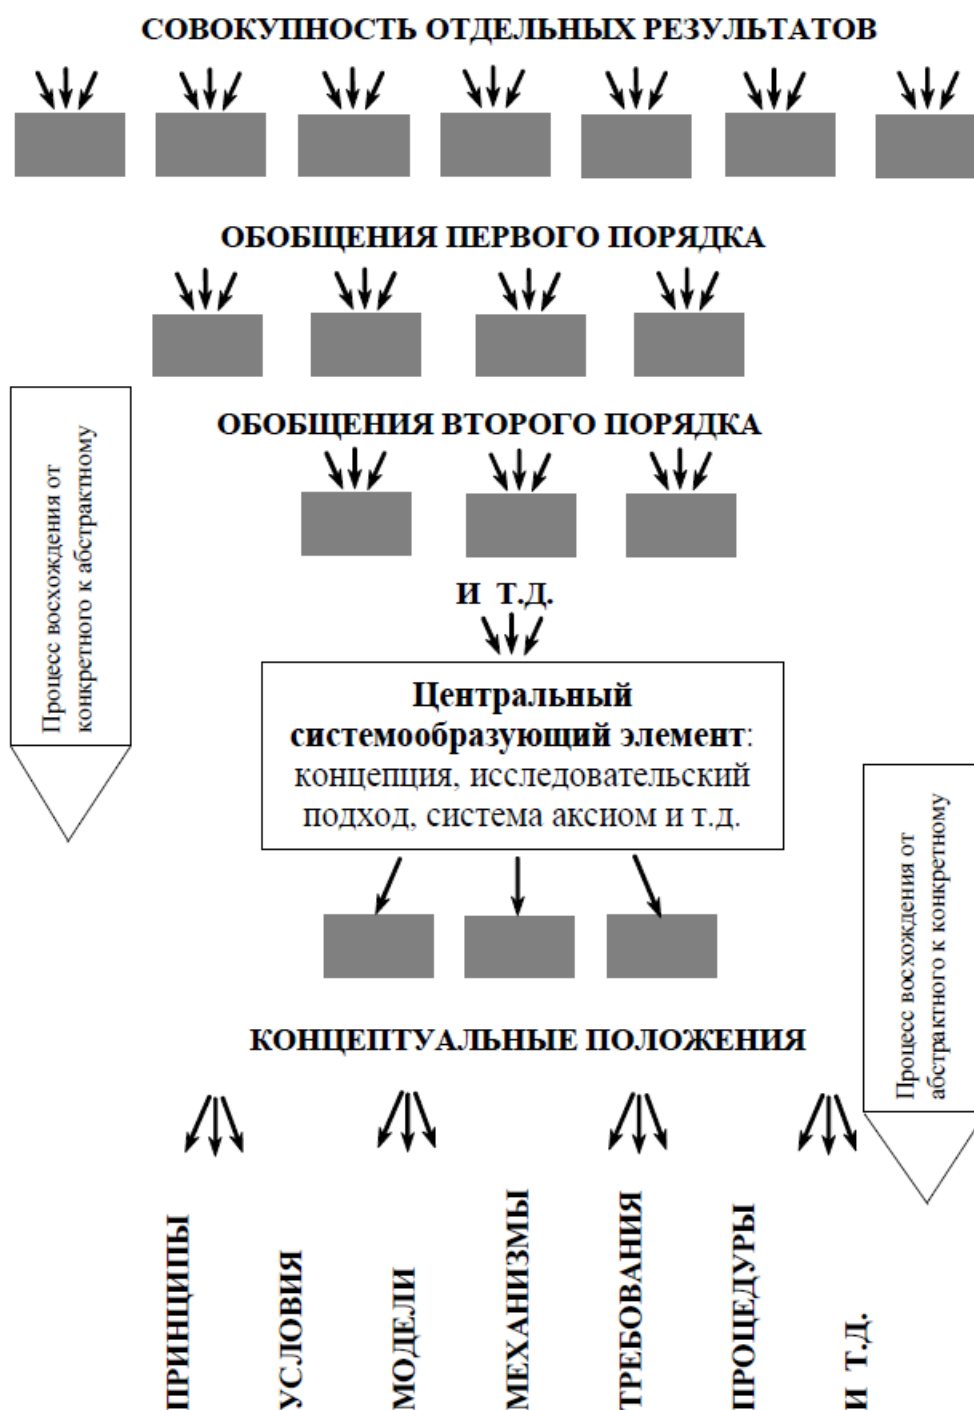 СОВОКУПНОСТЬ ОТДЕЛЬНЫХ РЕЗУЛЬТАТОВ
ОБОБЩЕНИЯ ПЕРВОГО ПОРЯДКА
ОБОБЩЕНИЯ ВТОРОГО ПОРЯДКА
Процесс восхождения от
конкретного к абстрактному
И Т.Д.
Центральный
системообразующий элемент:
концепция, исследовательский
подход, система аксиом и т.д.
Процесс восхождения от
абстрактного к конкретному
КОНЦЕПТУАЛЬНЫЕ ПОЛОЖЕНИЯ
ПРИНЦИПЫ
УСЛОВИЯ
МОДЕЛИ
МЕХАНИЗМЫ
ТРЕБОВАНИЯ
ПРОЦЕДУРЫ
И Т.Д.